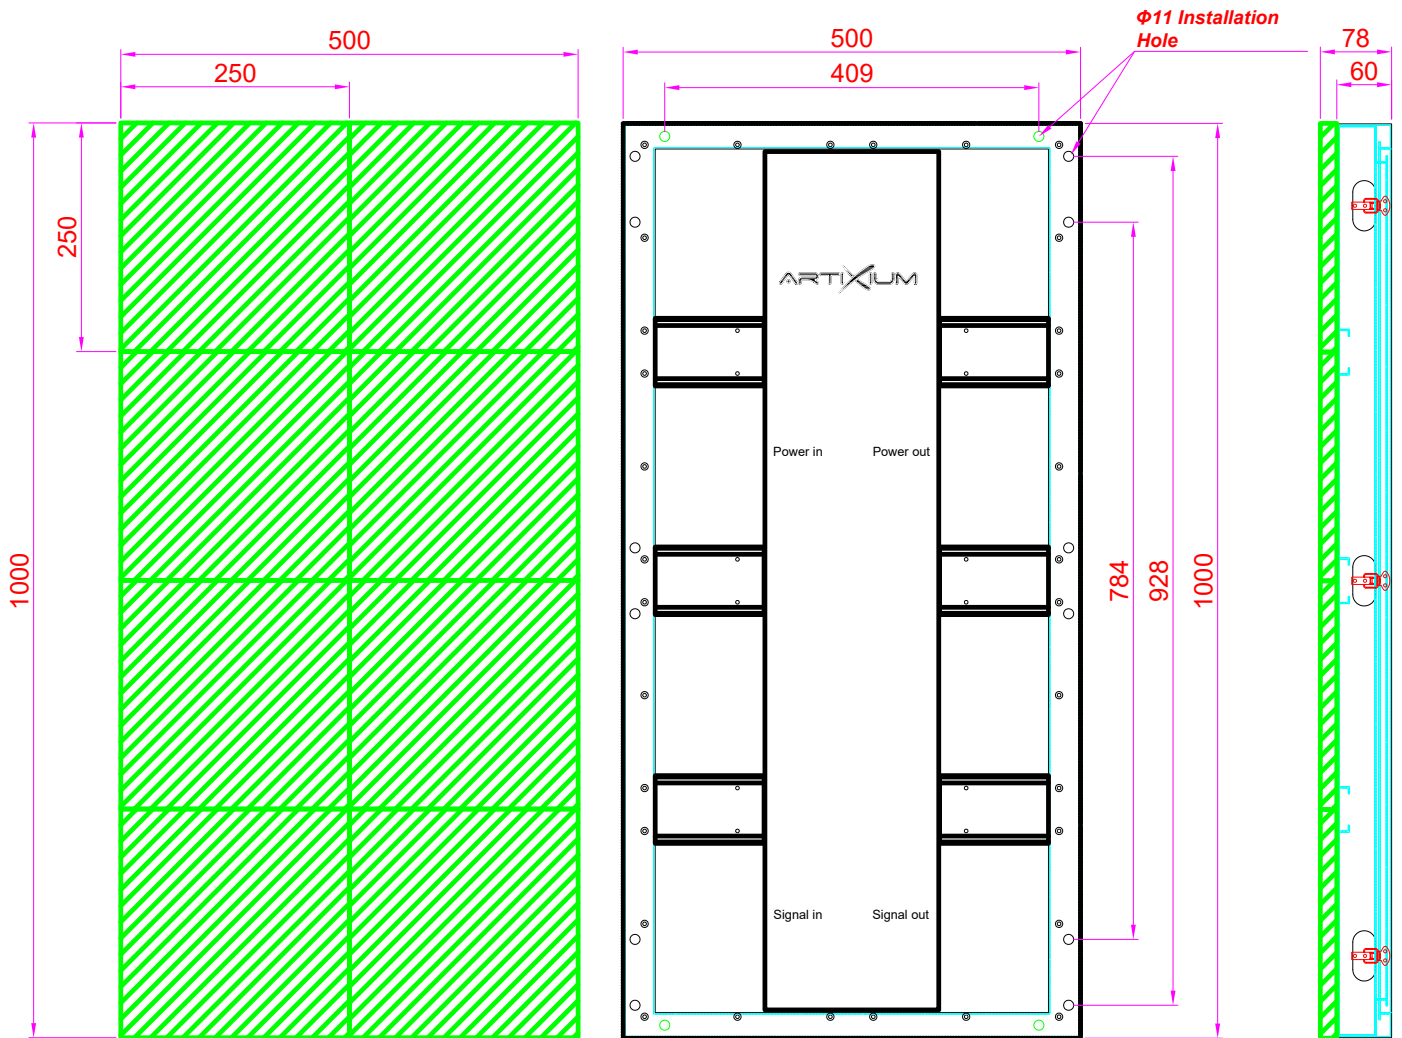 Φ11 Installation
Hole
500
250
500
409
78
60
250
1000
ARTIXIUM
Power in
Power out
784
928
1000
Signal in
Signal out